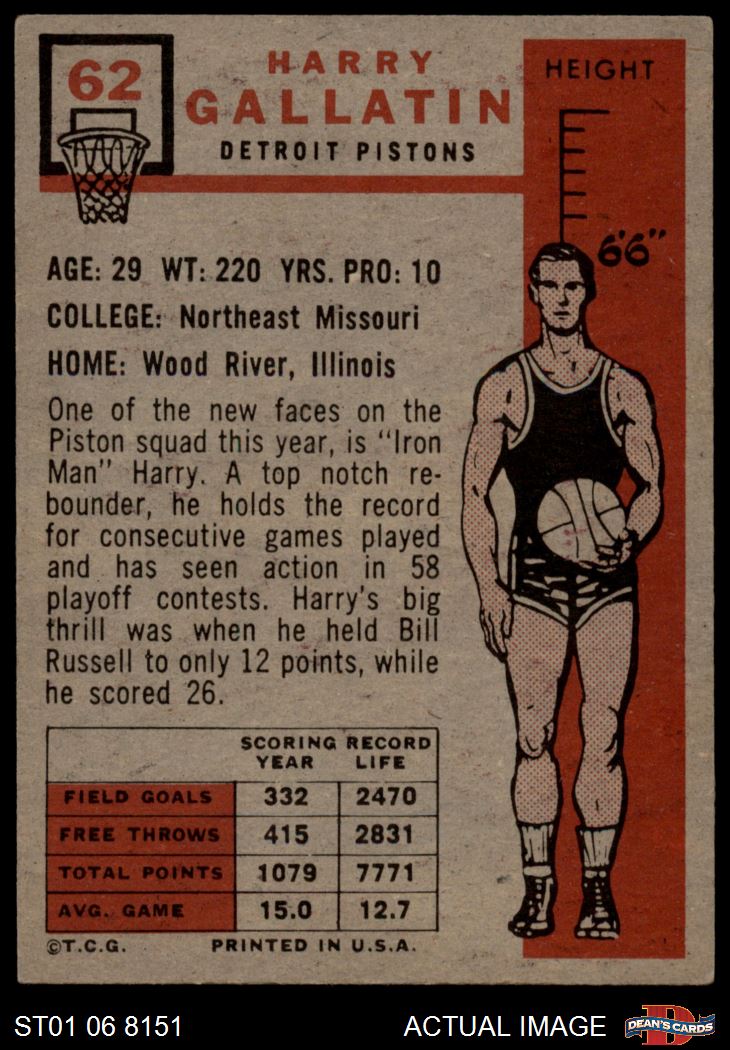 62
HARRY
GALLATIN
DETROIT PISTONS
HEIGHT
6'6"
AGE: 29 WT: 220 YRS. PRO: 10
COLLEGE: Northeast Missouri
HOME: Wood River, Illinois
One of the new faces on the
Piston squad this year, is "Iron
Man" Harry. A top notch re-
bounder, he holds the record
for consecutive games played
and has seen action in 58
playoff contests. Harry's big
thrill was when he held Bill
Russell to only 12 points, while
he scored 26.
SCORING RECORD
YEAR LIFE
FIELD GOALS 332 2470
FREE THROWS 415 2831
TOTAL POINTS 1079 7771
AVG. GAME 15.0 12.7
©T.C.G. PRINTED IN U.S.A.
ST01 06 8151 ACTUAL IMAGE D DEAN'S CARDS